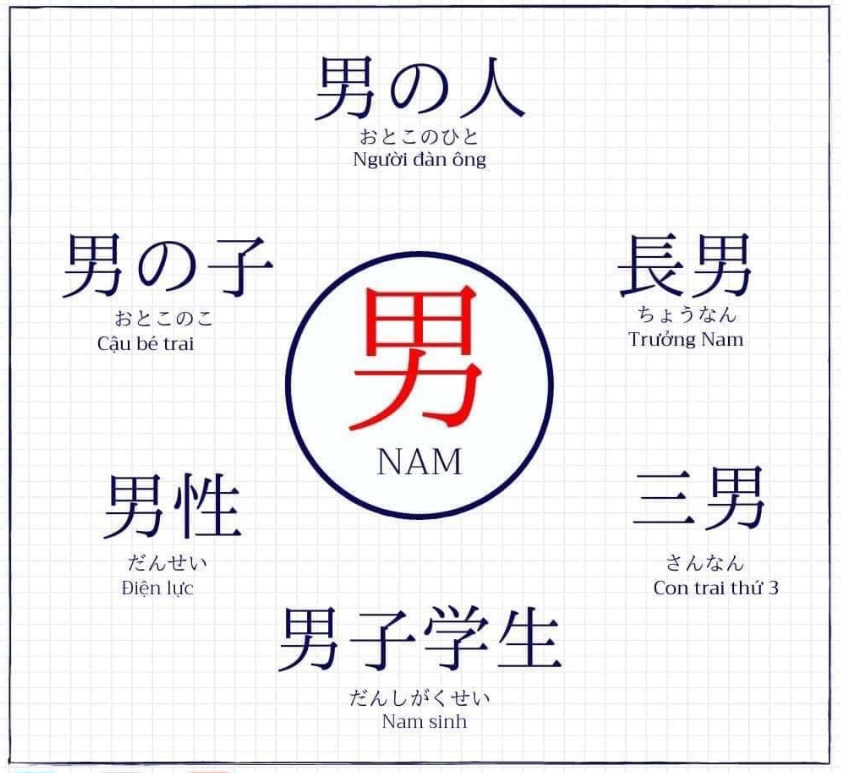 男の人
おとこのひと
Người đàn ông
男の子
おとこのこ
Cậu bé trai
長男
ちょうなん
Trưởng Nam
男
NAM
男性
だんせい
Điện lực
三男
さんなん
Con trai thứ 3
男子学生
だんしがくせい
Nam sinh